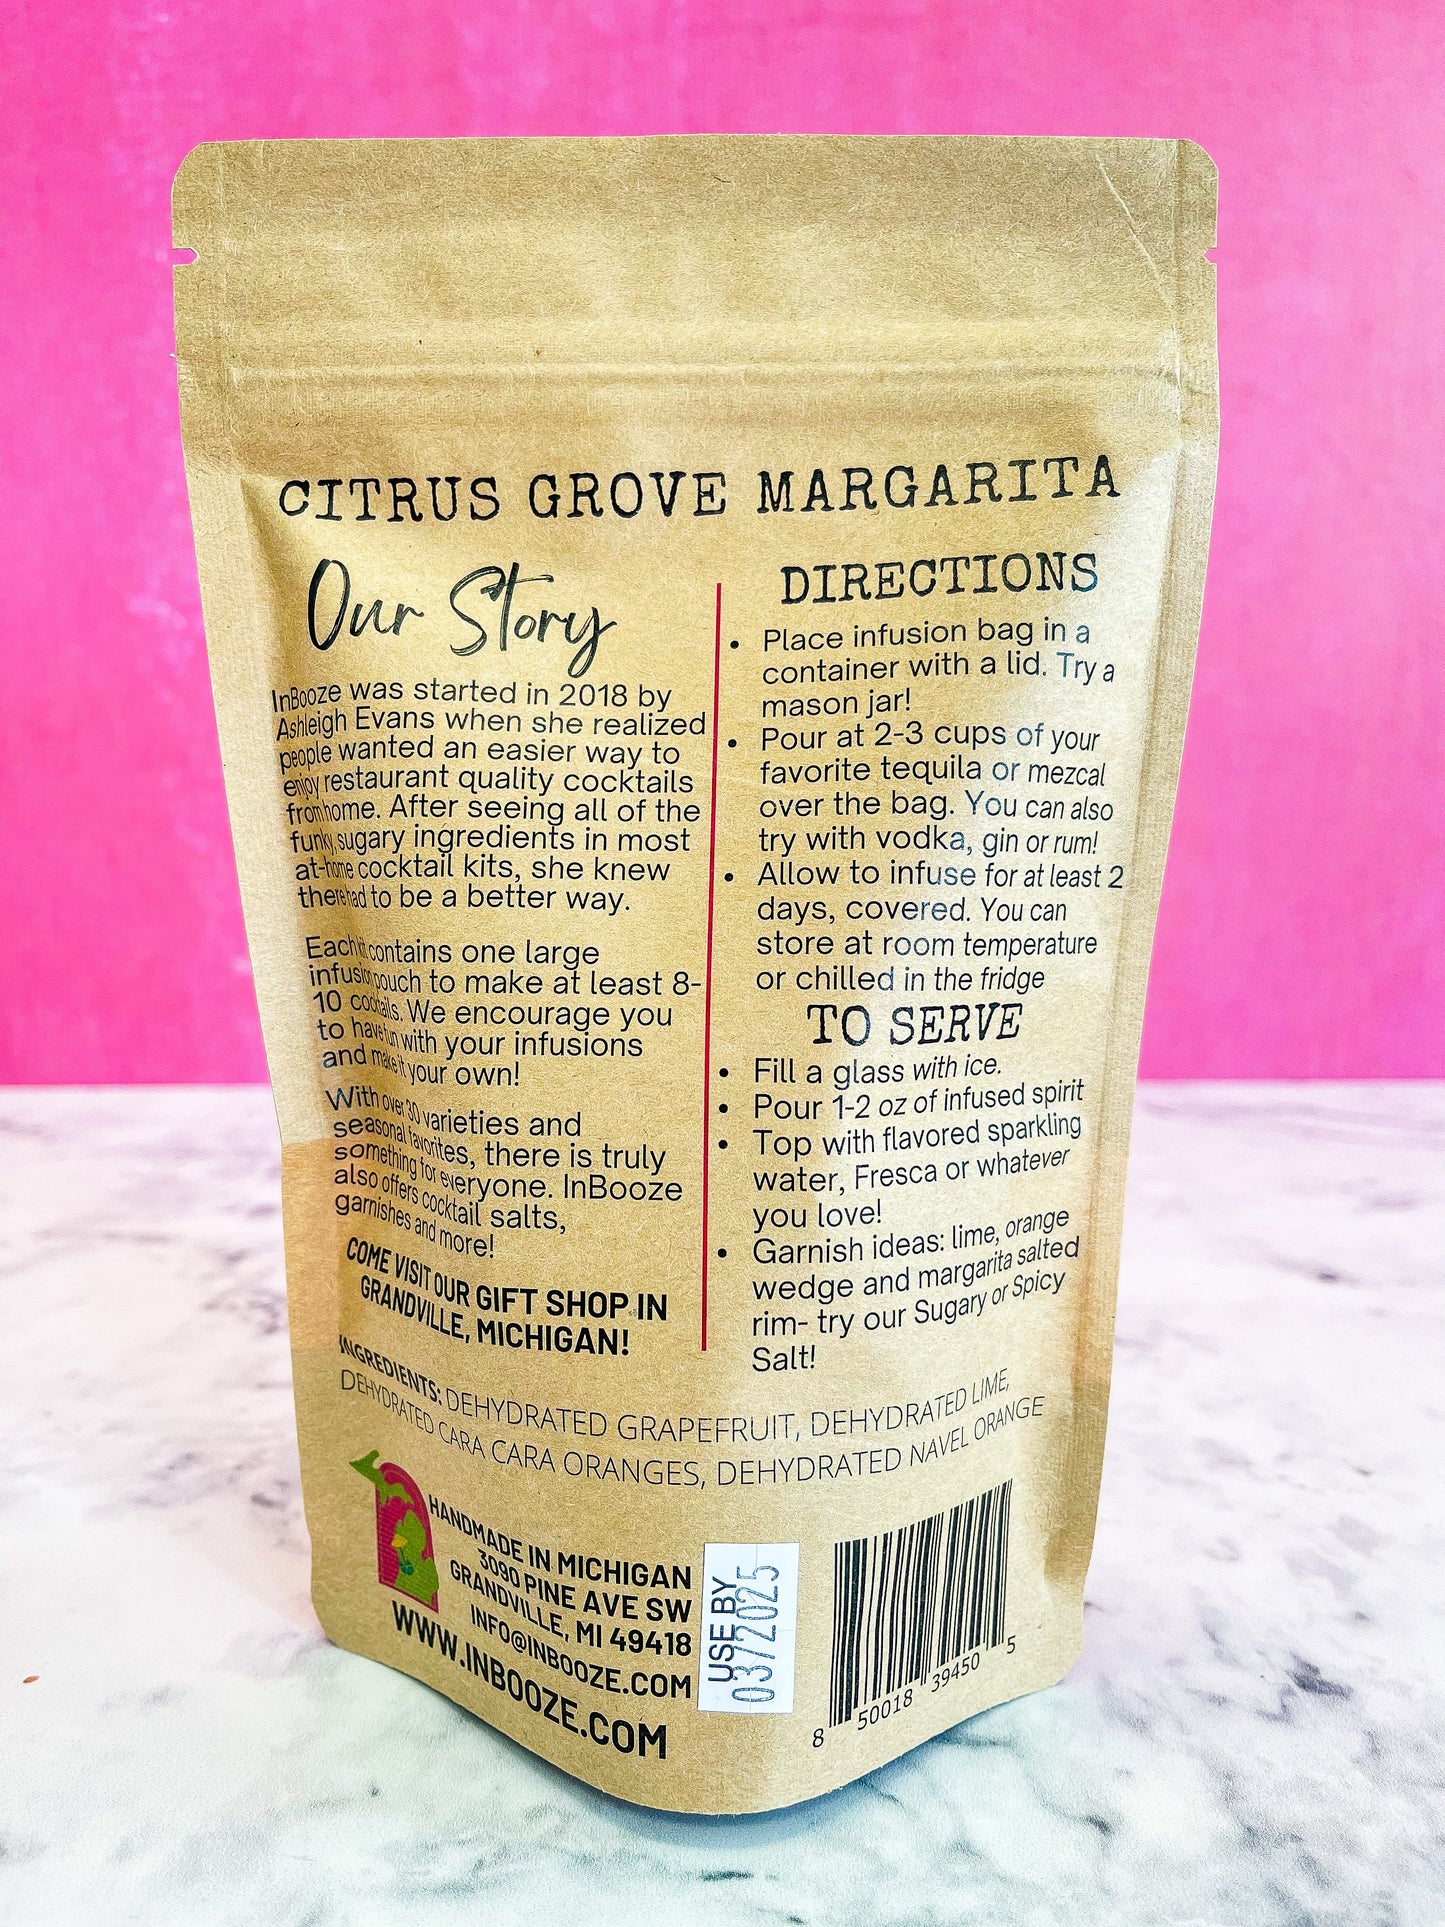 CITRUS GROVE MARGARITA
Our Story
InBooze was started in 2018 by
Ashleigh Evans when she realized
people wanted an easier way to
enjoy restaurant quality cocktails
from home. After seeing all of the
funky, sugary ingredients in most
at-home cocktail kits, she knew
there had to be a better way.
Each kit contains one large
infusion pouch to make at least 8-
10 cocktails. We encourage you
to have fun with your infusions
and make it your own!
With over 30 varieties and
seasonal favorites, there is truly
something for everyone. InBooze
also offers cocktail salts,
garnishes and more!
COME VISIT OUR GIFT SHOP IN
GRANDVILLE, MICHIGAN!
DIRECTIONS
• Place infusion bag in a
container with a lid. Try a
mason jar!
• Pour at 2-3 cups of your
favorite tequila or mezcal
over the bag. You can also
try with vodka, gin or rum!
• Allow to infuse for at least 2
days, covered. You can
store at room temperature
or chilled in the fridge
TO SERVE
• Fill a glass with ice.
• Pour 1-2 oz of infused spirit
• Top with flavored sparkling
water, Fresca or whatever
you love!
• Garnish ideas: lime, orange
wedge and margarita salted
rim- try our Sugary or Spicy
Salt!
INGREDIENTS: DEHYDRATED GRAPEFRUIT, DEHYDRATED LIME,
DEHYDRATED CARA CARA ORANGES, DEHYDRATED NAVEL ORANGE
HANDMADE IN MICHIGAN
3090 PINE AVE SW
GRANDVILLE, MI 49418
INFO@INBOOZE.COM
WWW.INBOOZE.COM
USE BY
03/2025
8 50018 39450 5